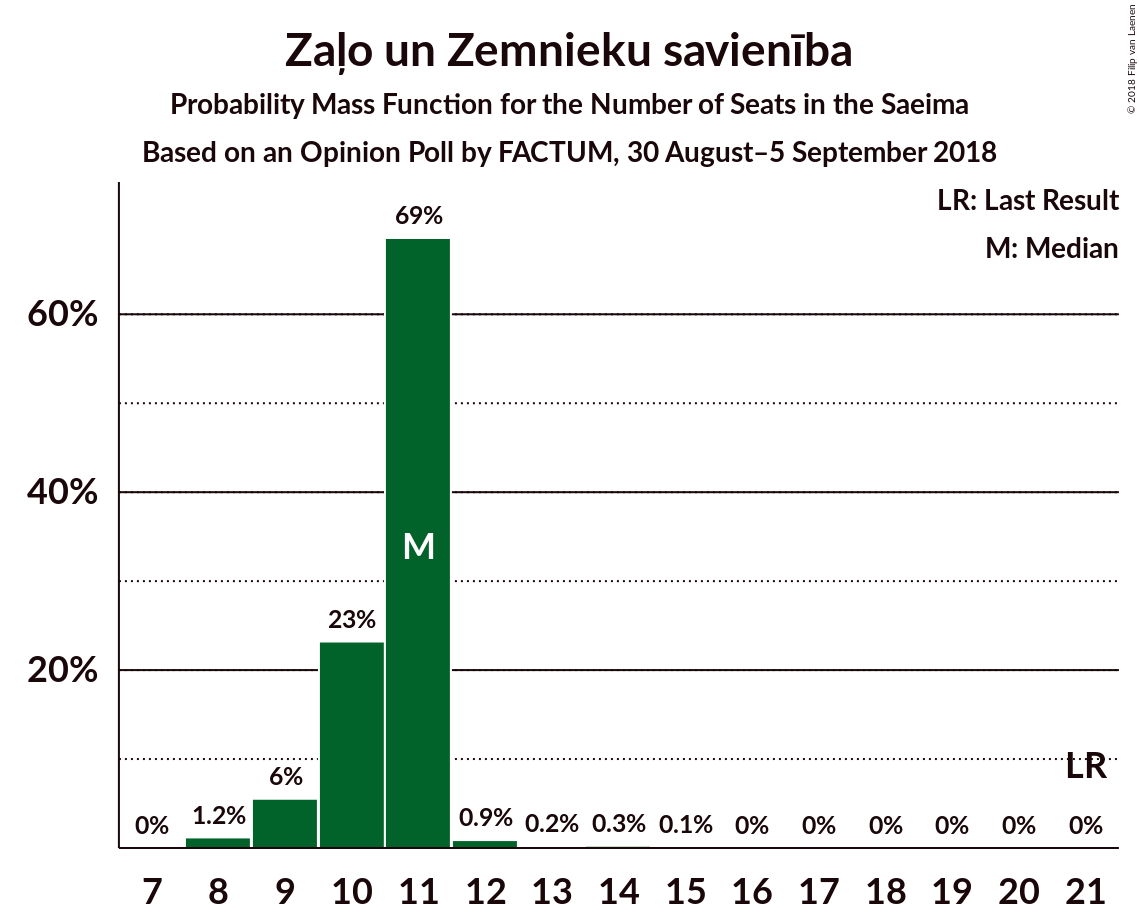 Zaļo un Zemnieku savienība
Probability Mass Function for the Number of Seats in the Saeima
Based on an Opinion Poll by FACTUM, 30 August–5 September 2018
© 2018 Filip van Laenen
LR: Last Result
M: Median
60%
40%
20%
0%
1.2%
6%
23%
69%
M
0.9%
0.2%
0.3%
0.1%
0%
0%
0%
0%
0%
0%
LR
7 8 9 10 11 12 13 14 15 16 17 18 19 20 21